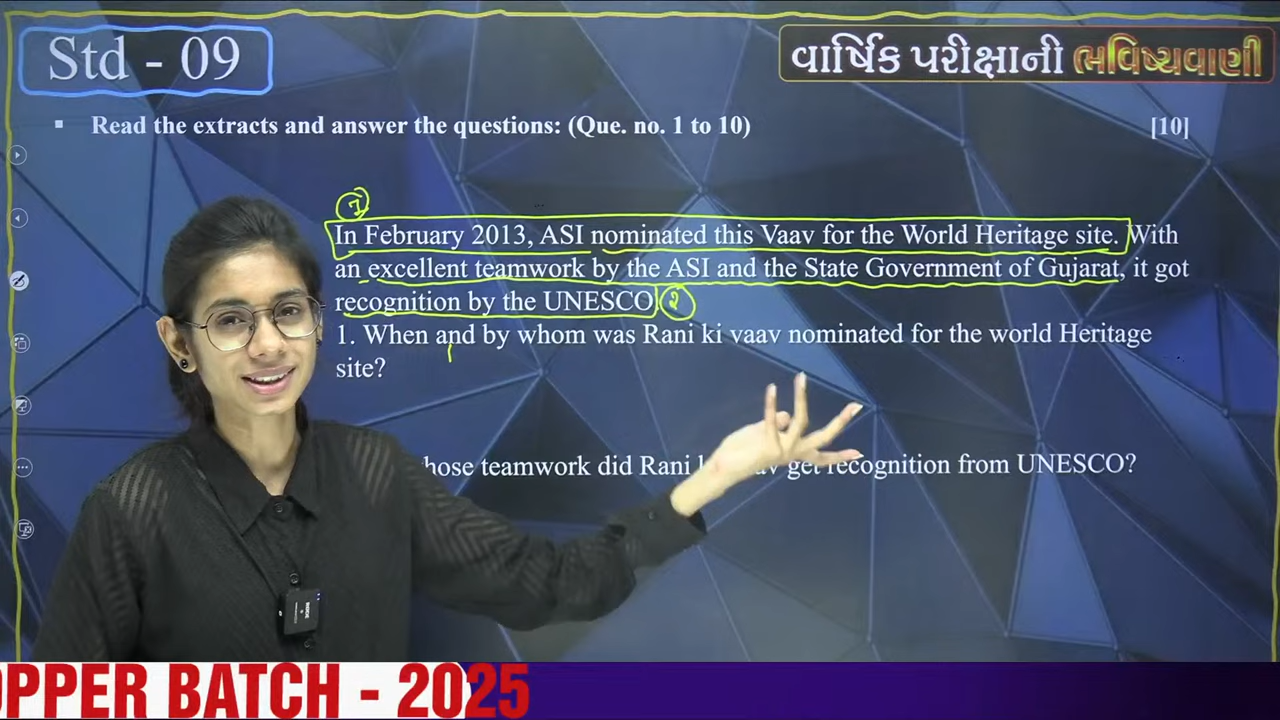 Std - 09
વાર્ષિક પરીક્ષાની ભવિષ્યવાણી
▪ Read the extracts and answer the questions: (Que. no. 1 to 10) [10]
1
In February 2013, ASI nominated this Vaav for the World Heritage site. With
an excellent teamwork by the ASI and the State Government of Gujarat, it got
recognition by the UNESCO 2
1. When and by whom was Rani ki vaav nominated for the world Heritage
site?
teamwork did Rani get recognition from UNESCO?
BATCH - 2025